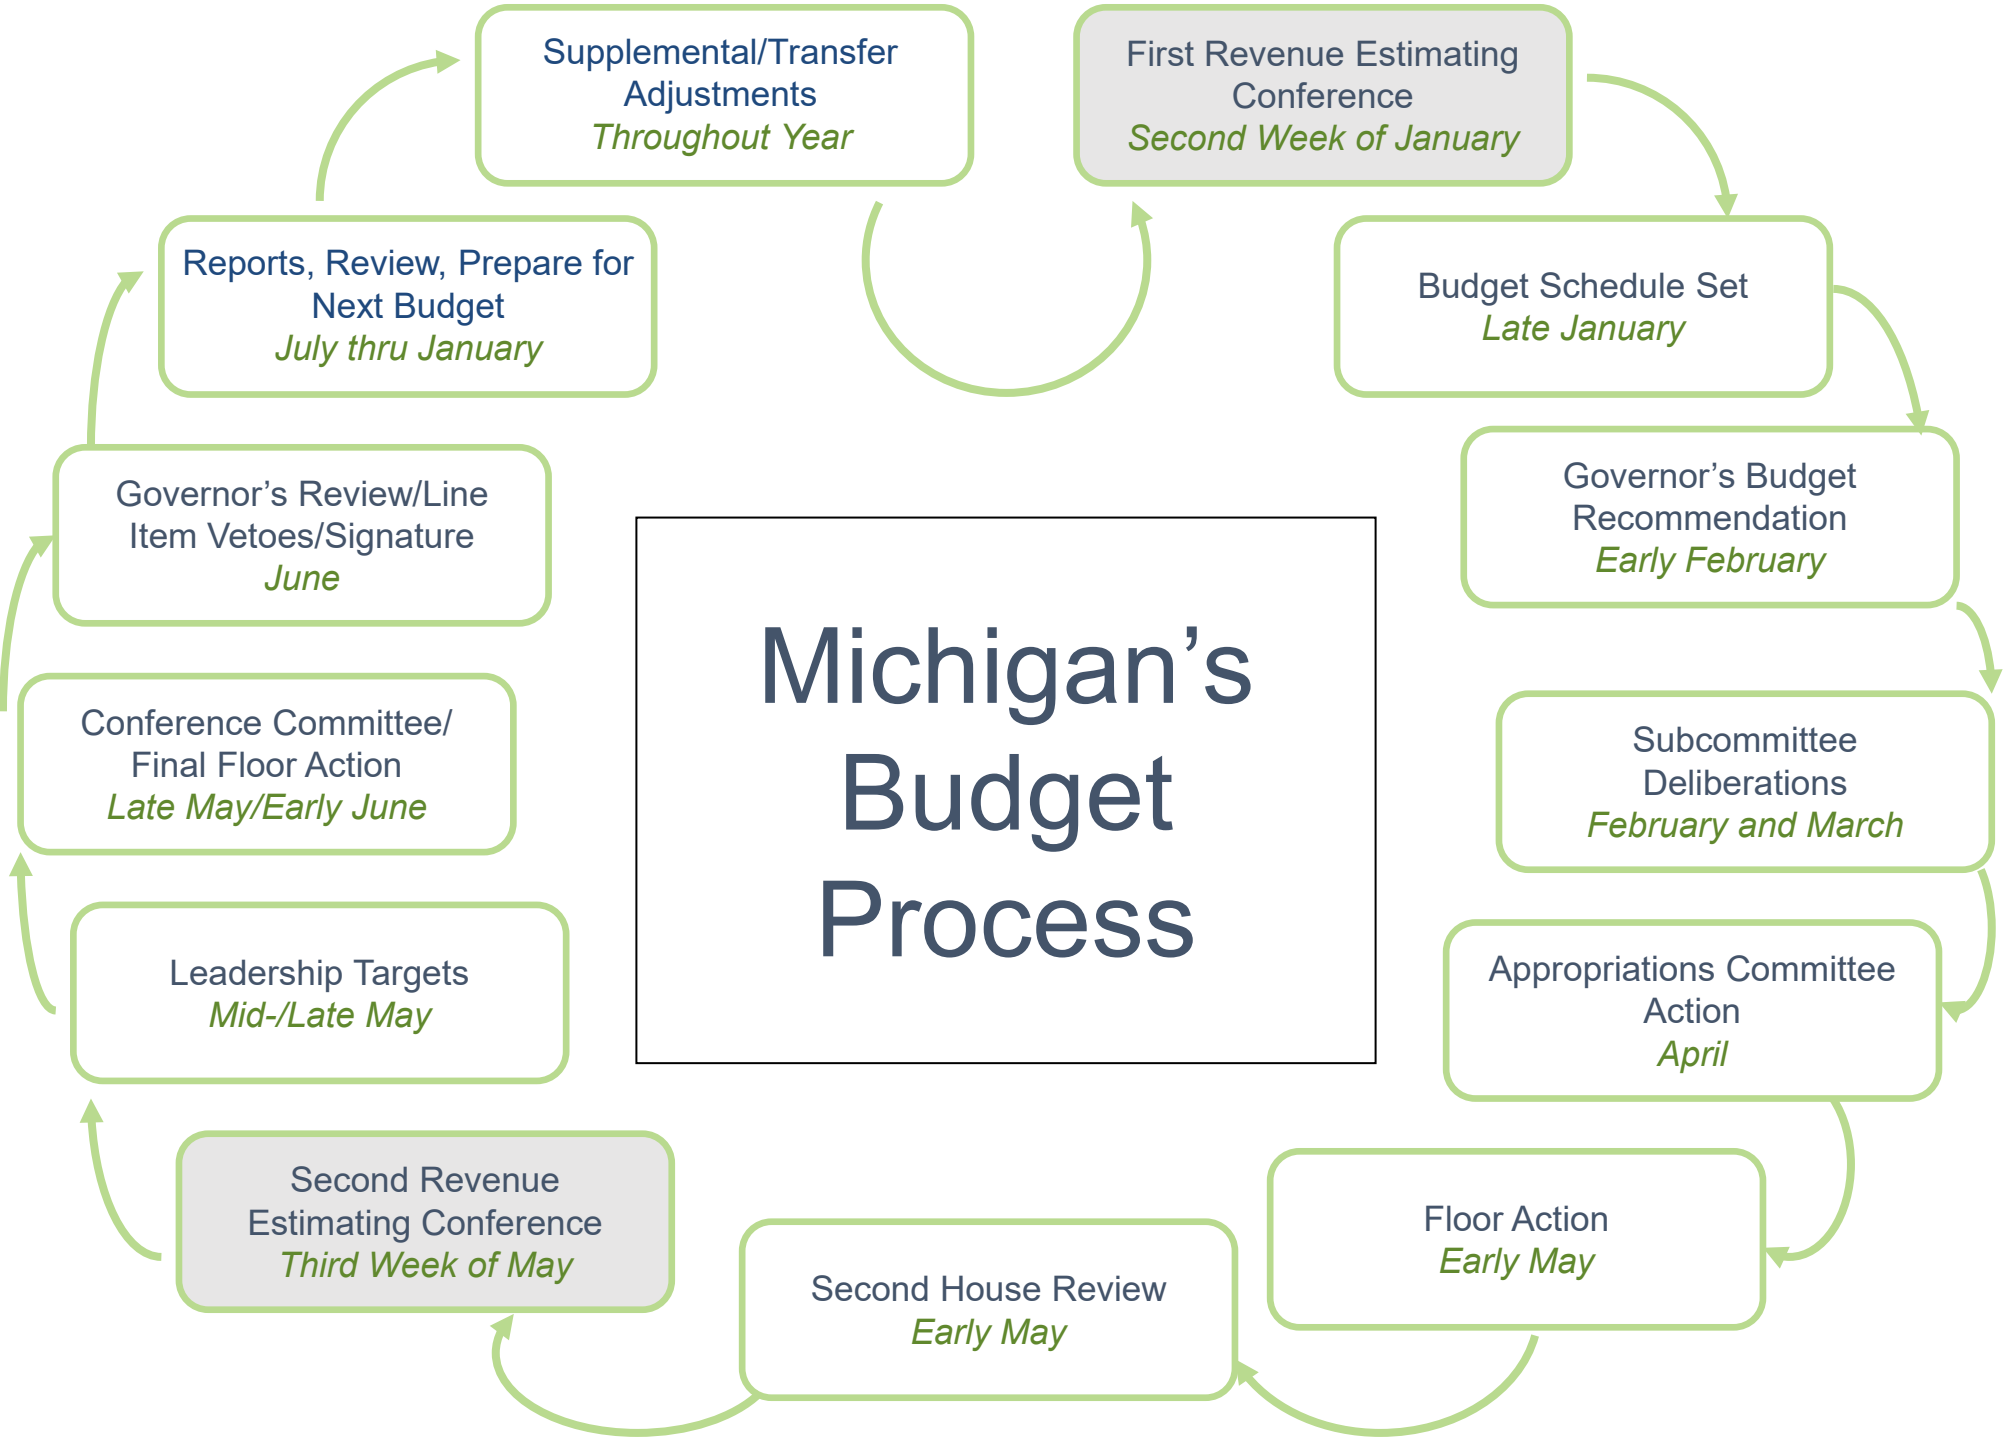 Supplemental/Transfer
Adjustments
Throughout Year
First Revenue Estimating
Conference
Second Week of January
Reports, Review, Prepare for
Next Budget
July thru January
Budget Schedule Set
Late January
Governor’s Review/Line
Item Vetoes/Signature
June
Governor’s Budget
Recommendation
Early February
Michigan’s
Budget
Process
Conference Committee/
Final Floor Action
Late May/Early June
Subcommittee
Deliberations
February and March
Leadership Targets
Mid-/Late May
Appropriations Committee
Action
April
Second Revenue
Estimating Conference
Third Week of May
Second House Review
Early May
Floor Action
Early May